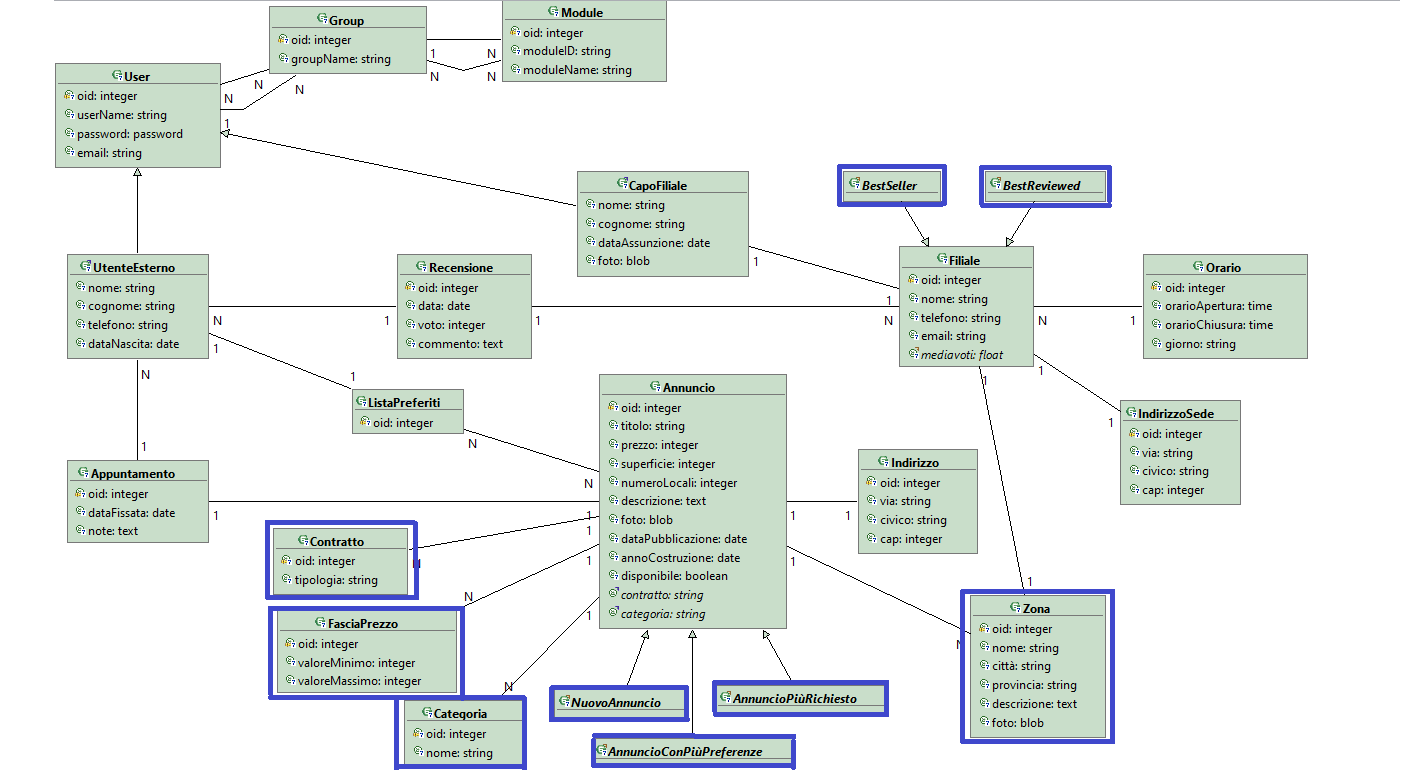 Group
oid: integer
groupName: string
Module
oid: integer
moduleID: string
moduleName: string
1
N
N
N
User
oid: integer
userName: string
password: password
email: string
N
N
N
1
CapoFiliale
nome: string
cognome: string
dataAssunzione: date
foto: blob
1
1
BestSeller
BestReviewed
UtenteEsterno
nome: string
cognome: string
telefono: string
dataNascita: date
N
1
1
N
Recensione
oid: integer
data: date
voto: integer
commento: text
1
N
Filiale
oid: integer
nome: string
telefono: string
email: string
mediavoti: float
N
1
1
1
Orario
oid: integer
orarioApertura: time
orarioChiusura: time
giorno: string
1
ListaPreferiti
oid: integer
N
N
Annuncio
oid: integer
titolo: string
prezzo: integer
superficie: integer
numeroLocali: integer
descrizione: text
foto: blob
dataPubblicazione: date
annoCostruzione: date
disponibile: boolean
contratto: string
categoria: string
IndirizzoSede
oid: integer
via: string
civico: string
cap: integer
1
1
Appuntamento
oid: integer
dataFissata: date
note: text
1
1
Indirizzo
oid: integer
via: string
civico: string
cap: integer
1
1
Contratto
oid: integer
tipologia: string
N
1
FasciaPrezzo
oid: integer
valoreMinimo: integer
valoreMassimo: integer
N
1
Categoria
oid: integer
nome: string
N
1
NuovoAnnuncio
AnnuncioPiùRichiesto
AnnuncioConPiùPreferenze
1
N
1
Zona
oid: integer
nome: string
città: string
provincia: string
descrizione: text
foto: blob